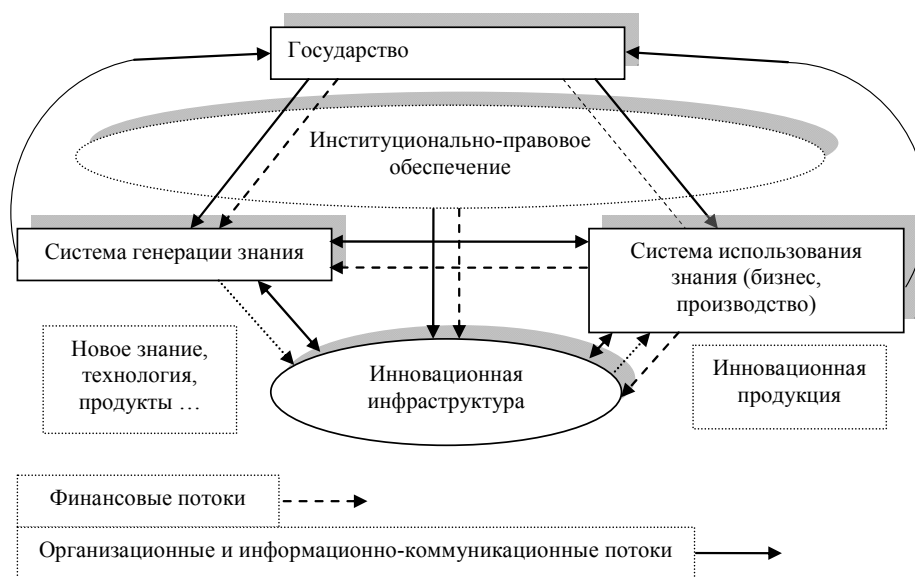 Государство
Институционально-правовое
обеспечение
Система генерации знания
Система использования
знания (бизнес,
производство)
Новое знание,
технология,
продукты …
Инновационная
инфраструктура
Инновационная
продукция
Финансовые потоки
Организационные и информационно-коммуникационные потоки